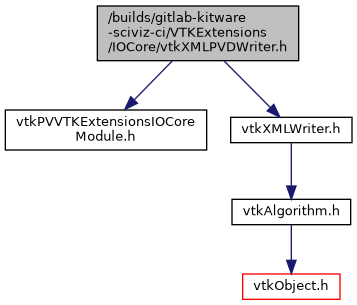 /builds/gitlab-kitware
-sciviz-ci/VTKExtensions
/IOCore/vtkXMLPVDWriter.h
vtkPVVTKExtensionsIOCore
Module.h
vtkXMLWriter.h
vtkAlgorithm.h
vtkObject.h